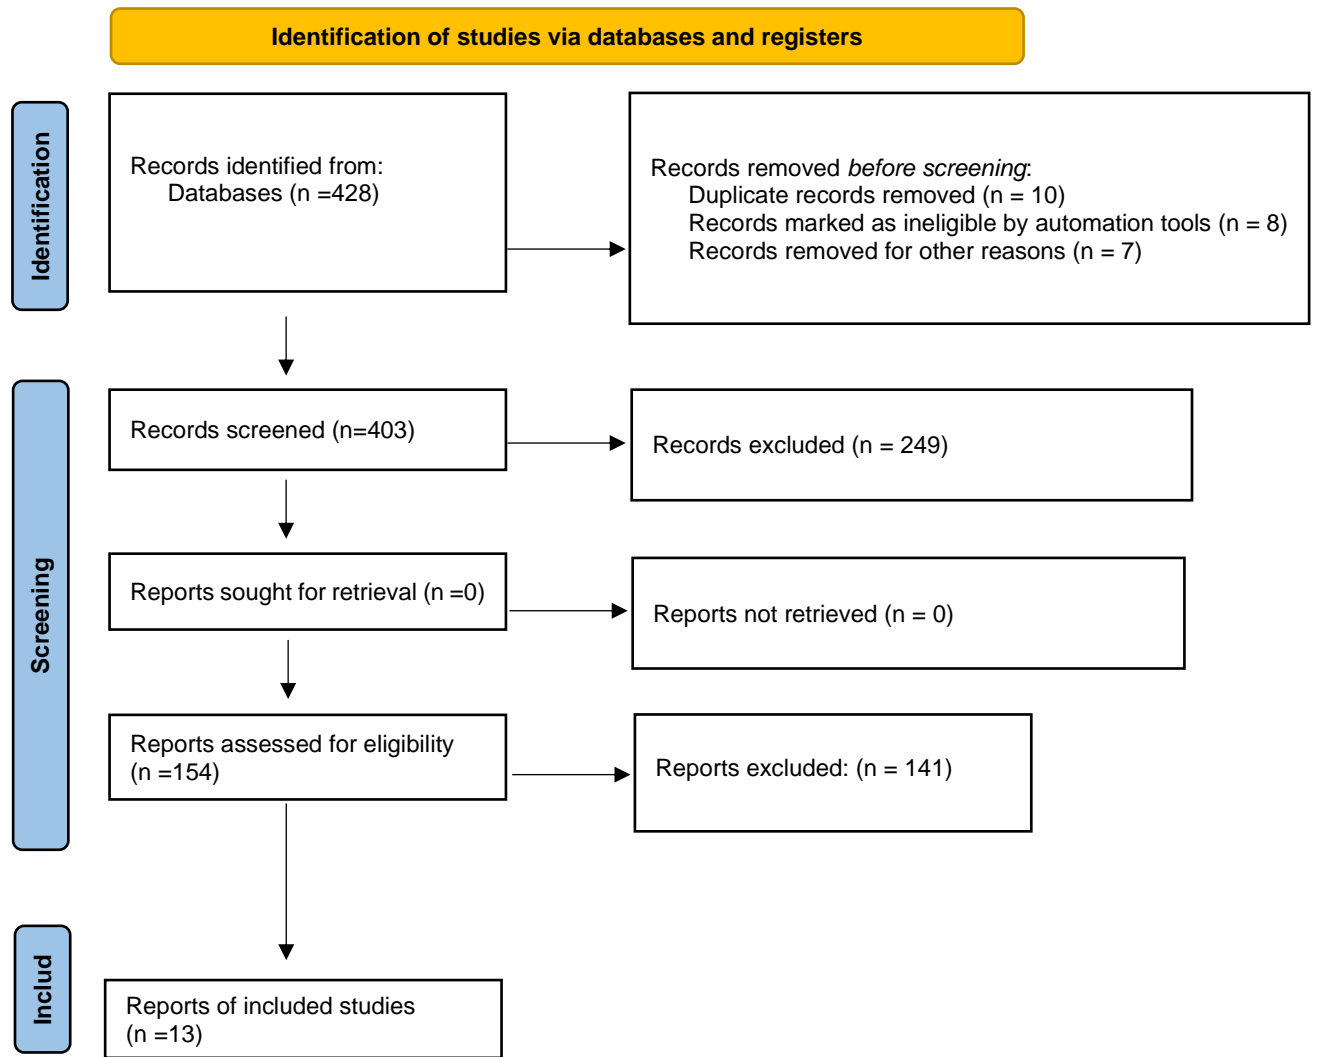 Identification of studies via databases and registers
Identification
Records identified from:
Databases (n =428)
Records removed before screening:
Duplicate records removed (n = 10)
Records marked as ineligible by automation tools (n = 8)
Records removed for other reasons (n = 7)
Screening
Records screened (n=403)
Records excluded (n = 249)
Reports sought for retrieval (n =0)
Reports not retrieved (n = 0)
Reports assessed for eligibility
(n =154)
Reports excluded: (n = 141)
Includ
Reports of included studies
(n =13)